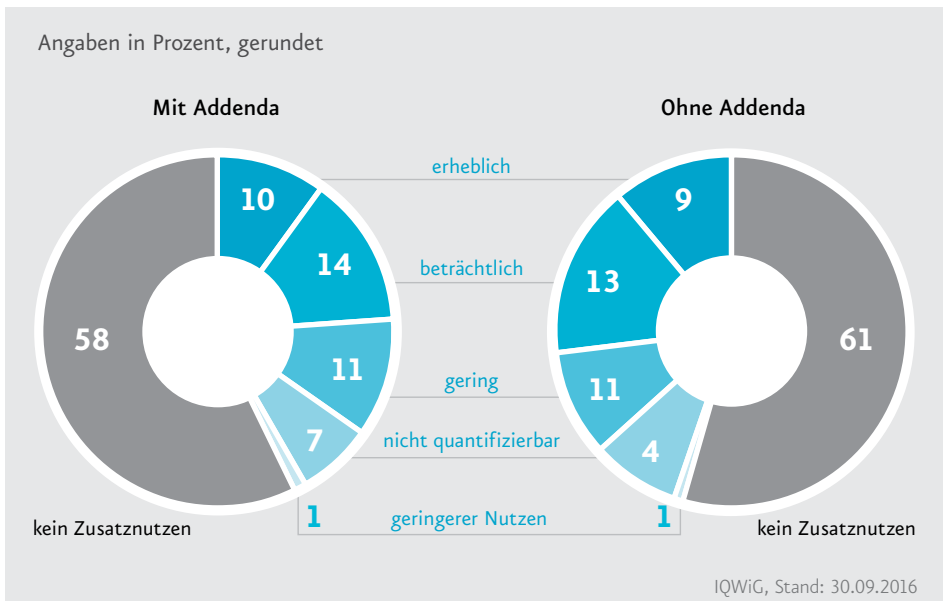 Angaben in Prozent, gerundet
Mit Addenda
Ohne Addenda
erheblich
10
9
14
beträchtlich
13
58
61
11
gering
11
7
nicht quantifizierbar
4
1
geringerer Nutzen
1
kein Zusatznutzen
kein Zusatznutzen
IQWiG, Stand: 30.09.2016